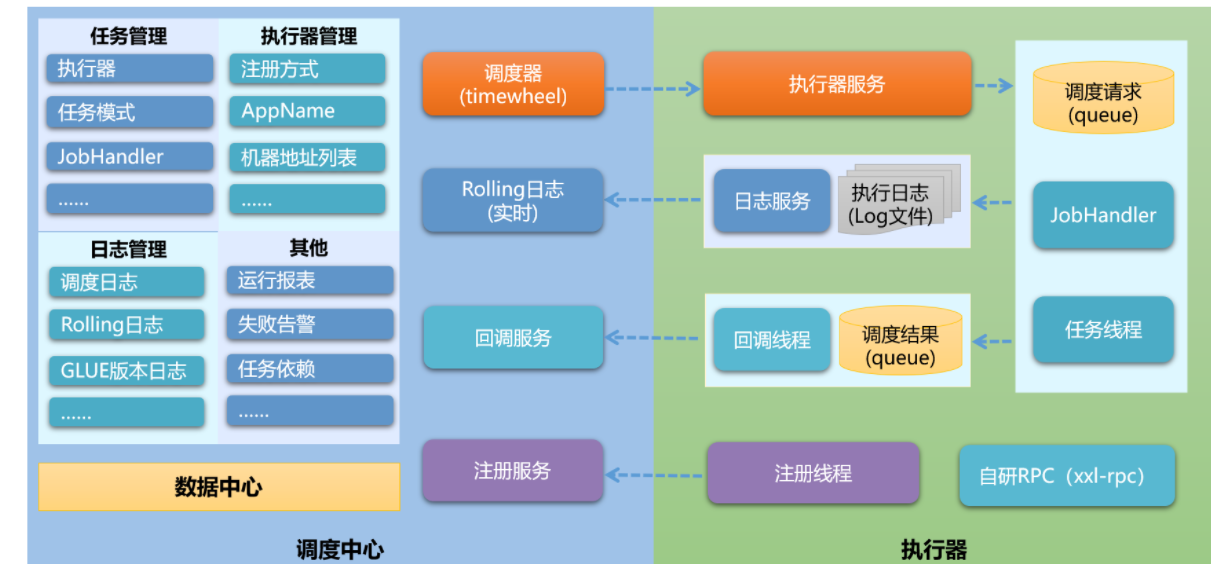 任务管理
执行器
任务模式
JobHandler
......
执行器管理
注册方式
AppName
机器地址列表
......
日志管理
调度日志
Rolling日志
GLUE版本日志
......
其他
运行报表
失败告警
任务依赖
......
数据中心
调度器
(timewheel)
Rolling日志
(实时)
回调服务
注册服务
调度中心
执行器服务
日志服务
执行日志
(Log文件)
回调线程
调度结果
(queue)
注册线程
调度请求
(queue)
JobHandler
任务线程
自研RPC（xxl-rpc）
执行器